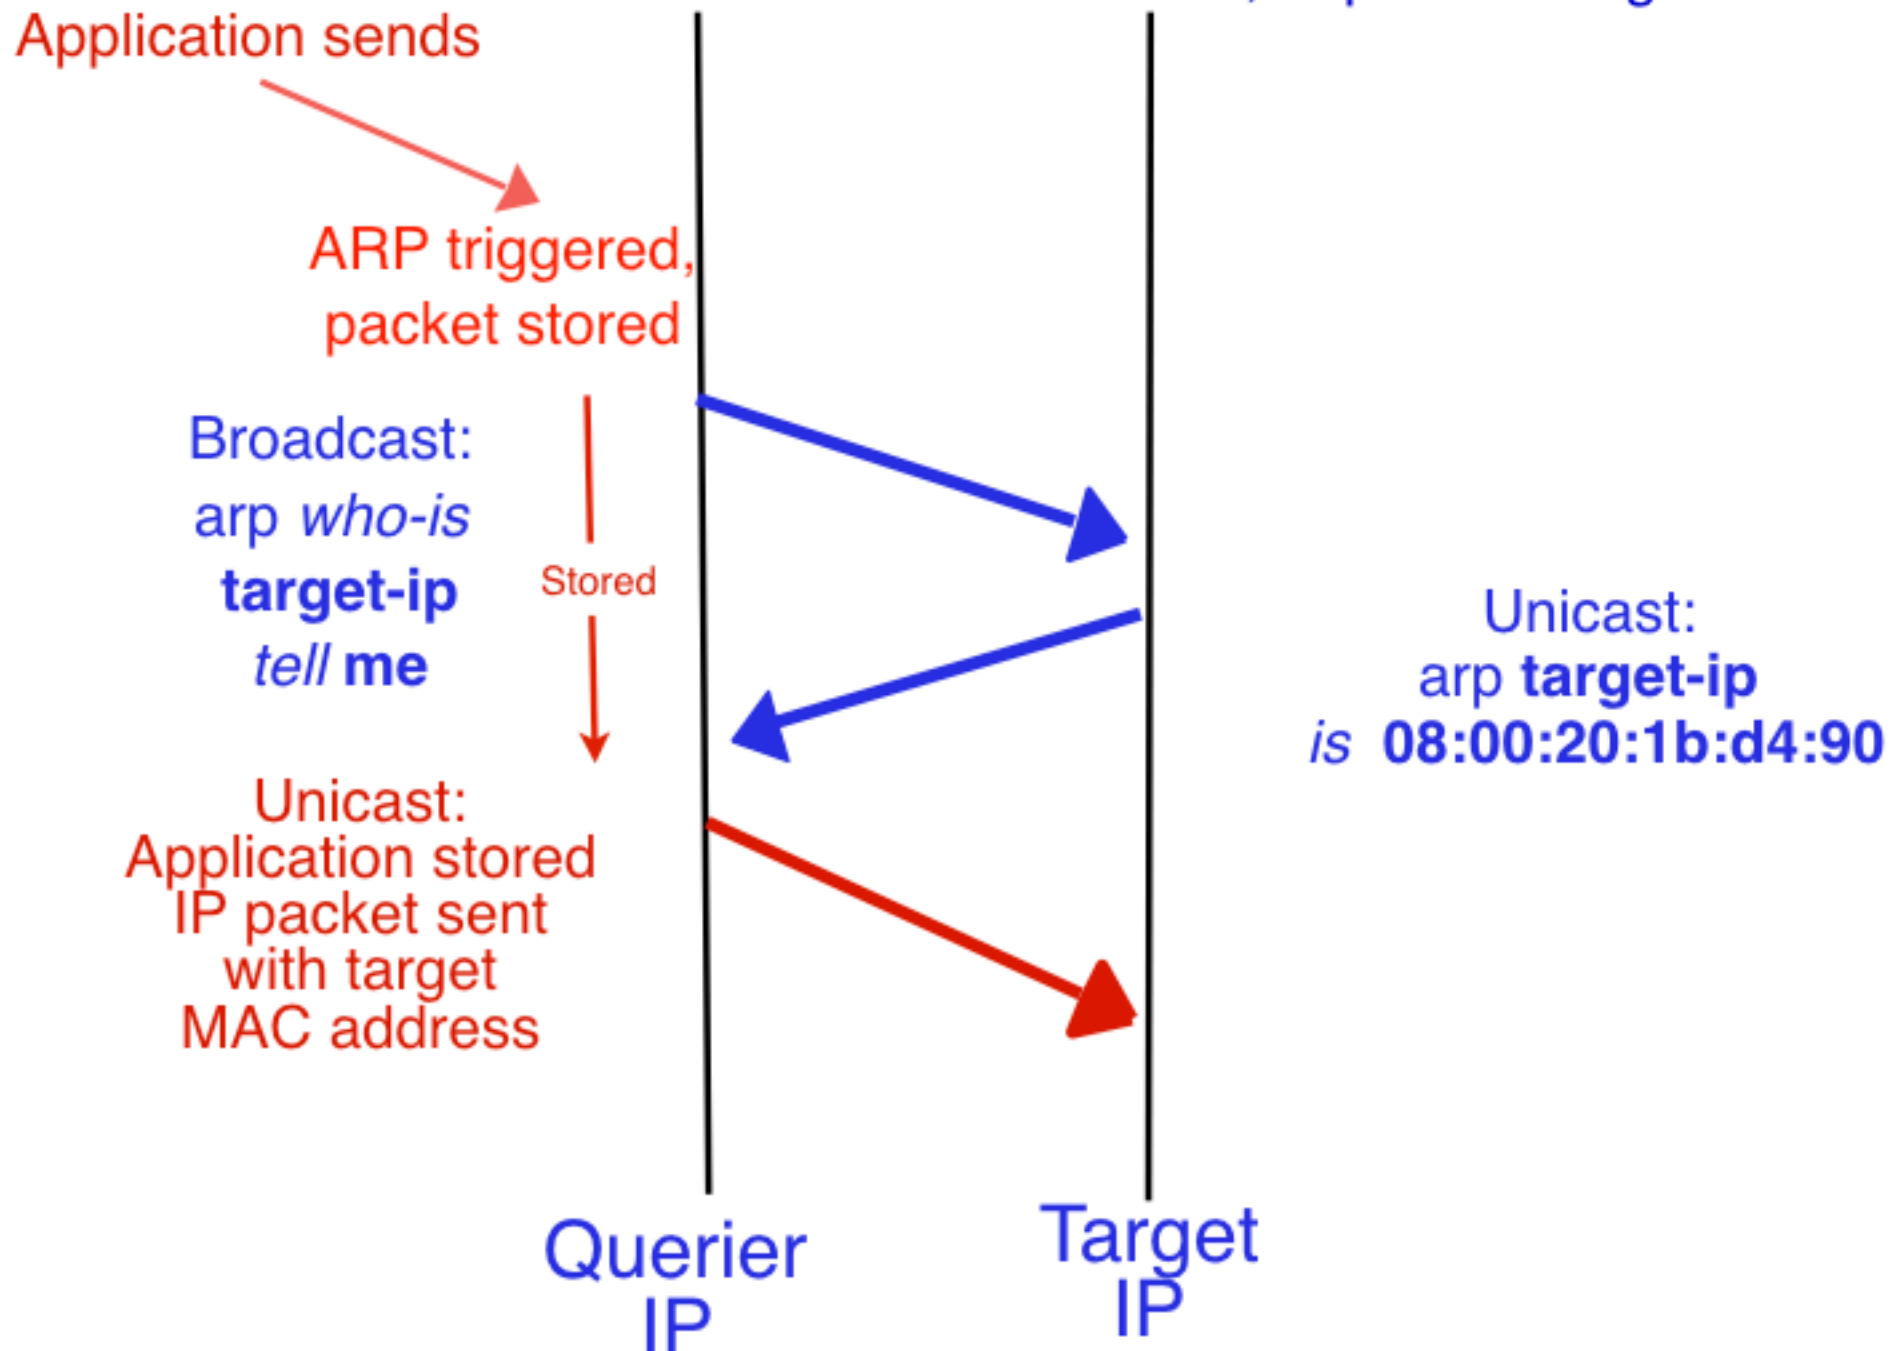 Application sends
ARP triggered,
packet stored
Broadcast:
arp who-is
target-ip
tell me
Stored
Unicast:
arp target-ip
is 08:00:20:1b:d4:90
Unicast:
Application stored
IP packet sent
with target
MAC address
Querier
IP
Target
IP